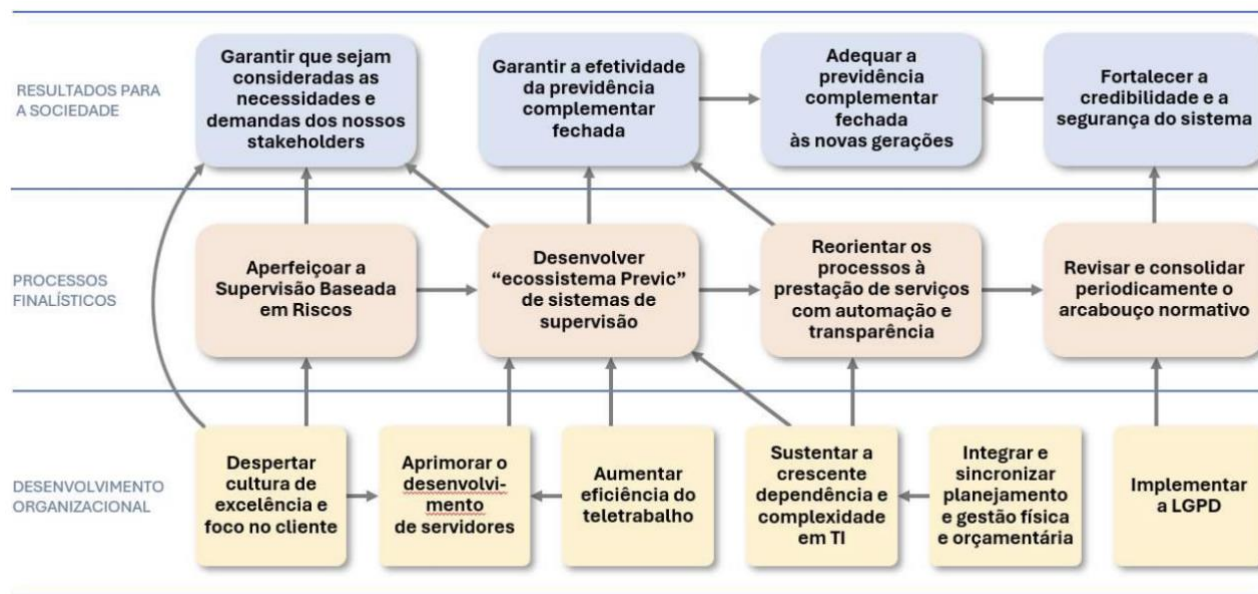 RESULTADOS PARA
A SOCIEDADE
Garantir que sejam
consideradas as
necessidades e
demandas dos nossos
stakeholders
Garantir a efetividade
da previdência
complementar
fechada
Adequar a
previdência
complementar
fechada
às novas gerações
Fortalecer a
credibilidade e a
segurança do sistema
PROCESSOS
FINALÍSTICOS
Aperfeiçoar a
Supervisão Baseada
em Riscos
Desenvolver
“ecossistema Previc”
de sistemas de
supervisão
Reorientar os
processos à
prestação de serviços
com automação e
transparência
Revisar e consolidar
periodicamente o
arcabouço normativo
DESENVOLVIMENTO
ORGANIZACIONAL
Despertar
cultura de
excelência e
foco no cliente
Aprimorar o
desenvolvi-
mento
de servidores
Aumentar
eficiência do
teletrabalho
Sustentar a
crescente
dependência e
complexidade
em TI
Integrar e
sincronizar
planejamento
e gestão física
e orçamentária
Implementar
a LGPD